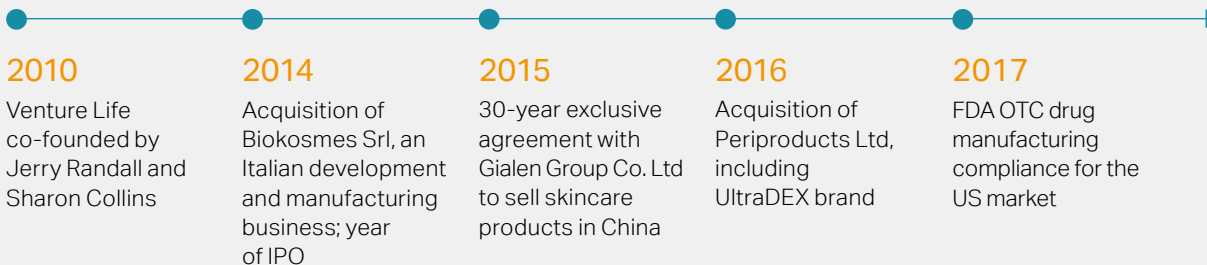 2010
Venture Life
co-founded by
Jerry Randall and
Sharon Collins
2014
Acquisition of
Biokosmes Srl, an
Italian development
and manufacturing
business; year
of IPO
2015
30-year exclusive
agreement with
Gialen Group Co. Ltd
to sell skincare
products in China
2016
Acquisition of
Periproducts Ltd,
including
UltraDEX brand
2017
FDA OTC drug
manufacturing
compliance for the
US market